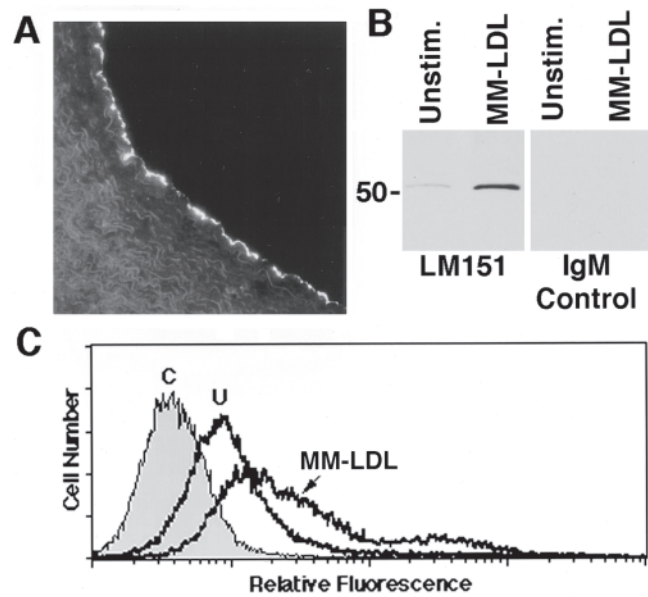 A
B
Unstim.
MM-LDL
Unstim.
MM-LDL
50-
LM151
IgM
Control
C
C
U
MM-LDL
Cell Number
Relative Fluorescence